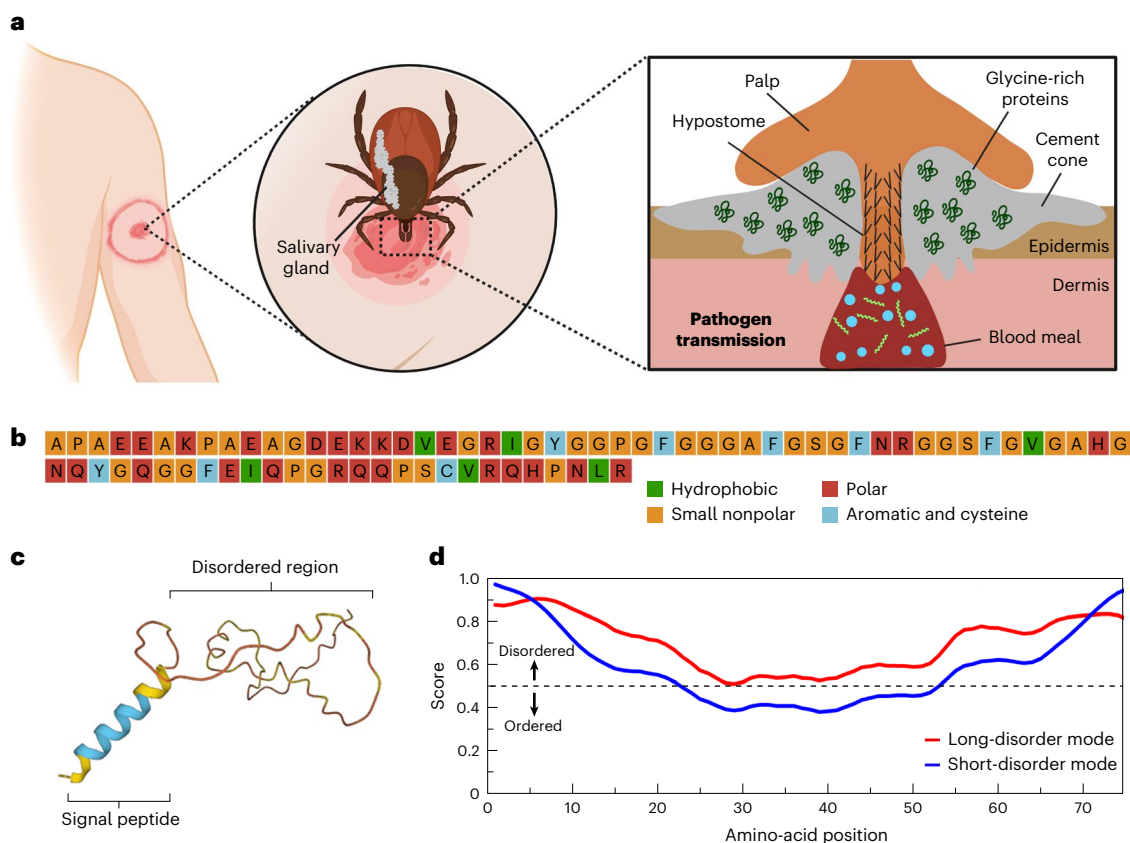 a
Palp
Glycine-rich
proteins
Hypostome
Cement
cone
Salivary
gland
Epidermis
Dermis
Pathogen
transmission
Blood meal
b
A P A E E A K P A E A G D E K K D V E G R I G Y G G P G F G G G A F G S G F N R G G S F G V G A H G
N Q Y G Q G G F E I Q P G R Q Q P S C V R Q H P N L R
Hydrophobic
Polar
Small nonpolar
Aromatic and cysteine
c
Disordered region
Signal peptide
d
1.0
0.8
0.6
0.4
0.2
0
Score
Disordered
Ordered
Long-disorder mode
Short-disorder mode
0 10 20 30 40 50 60 70
Amino-acid position